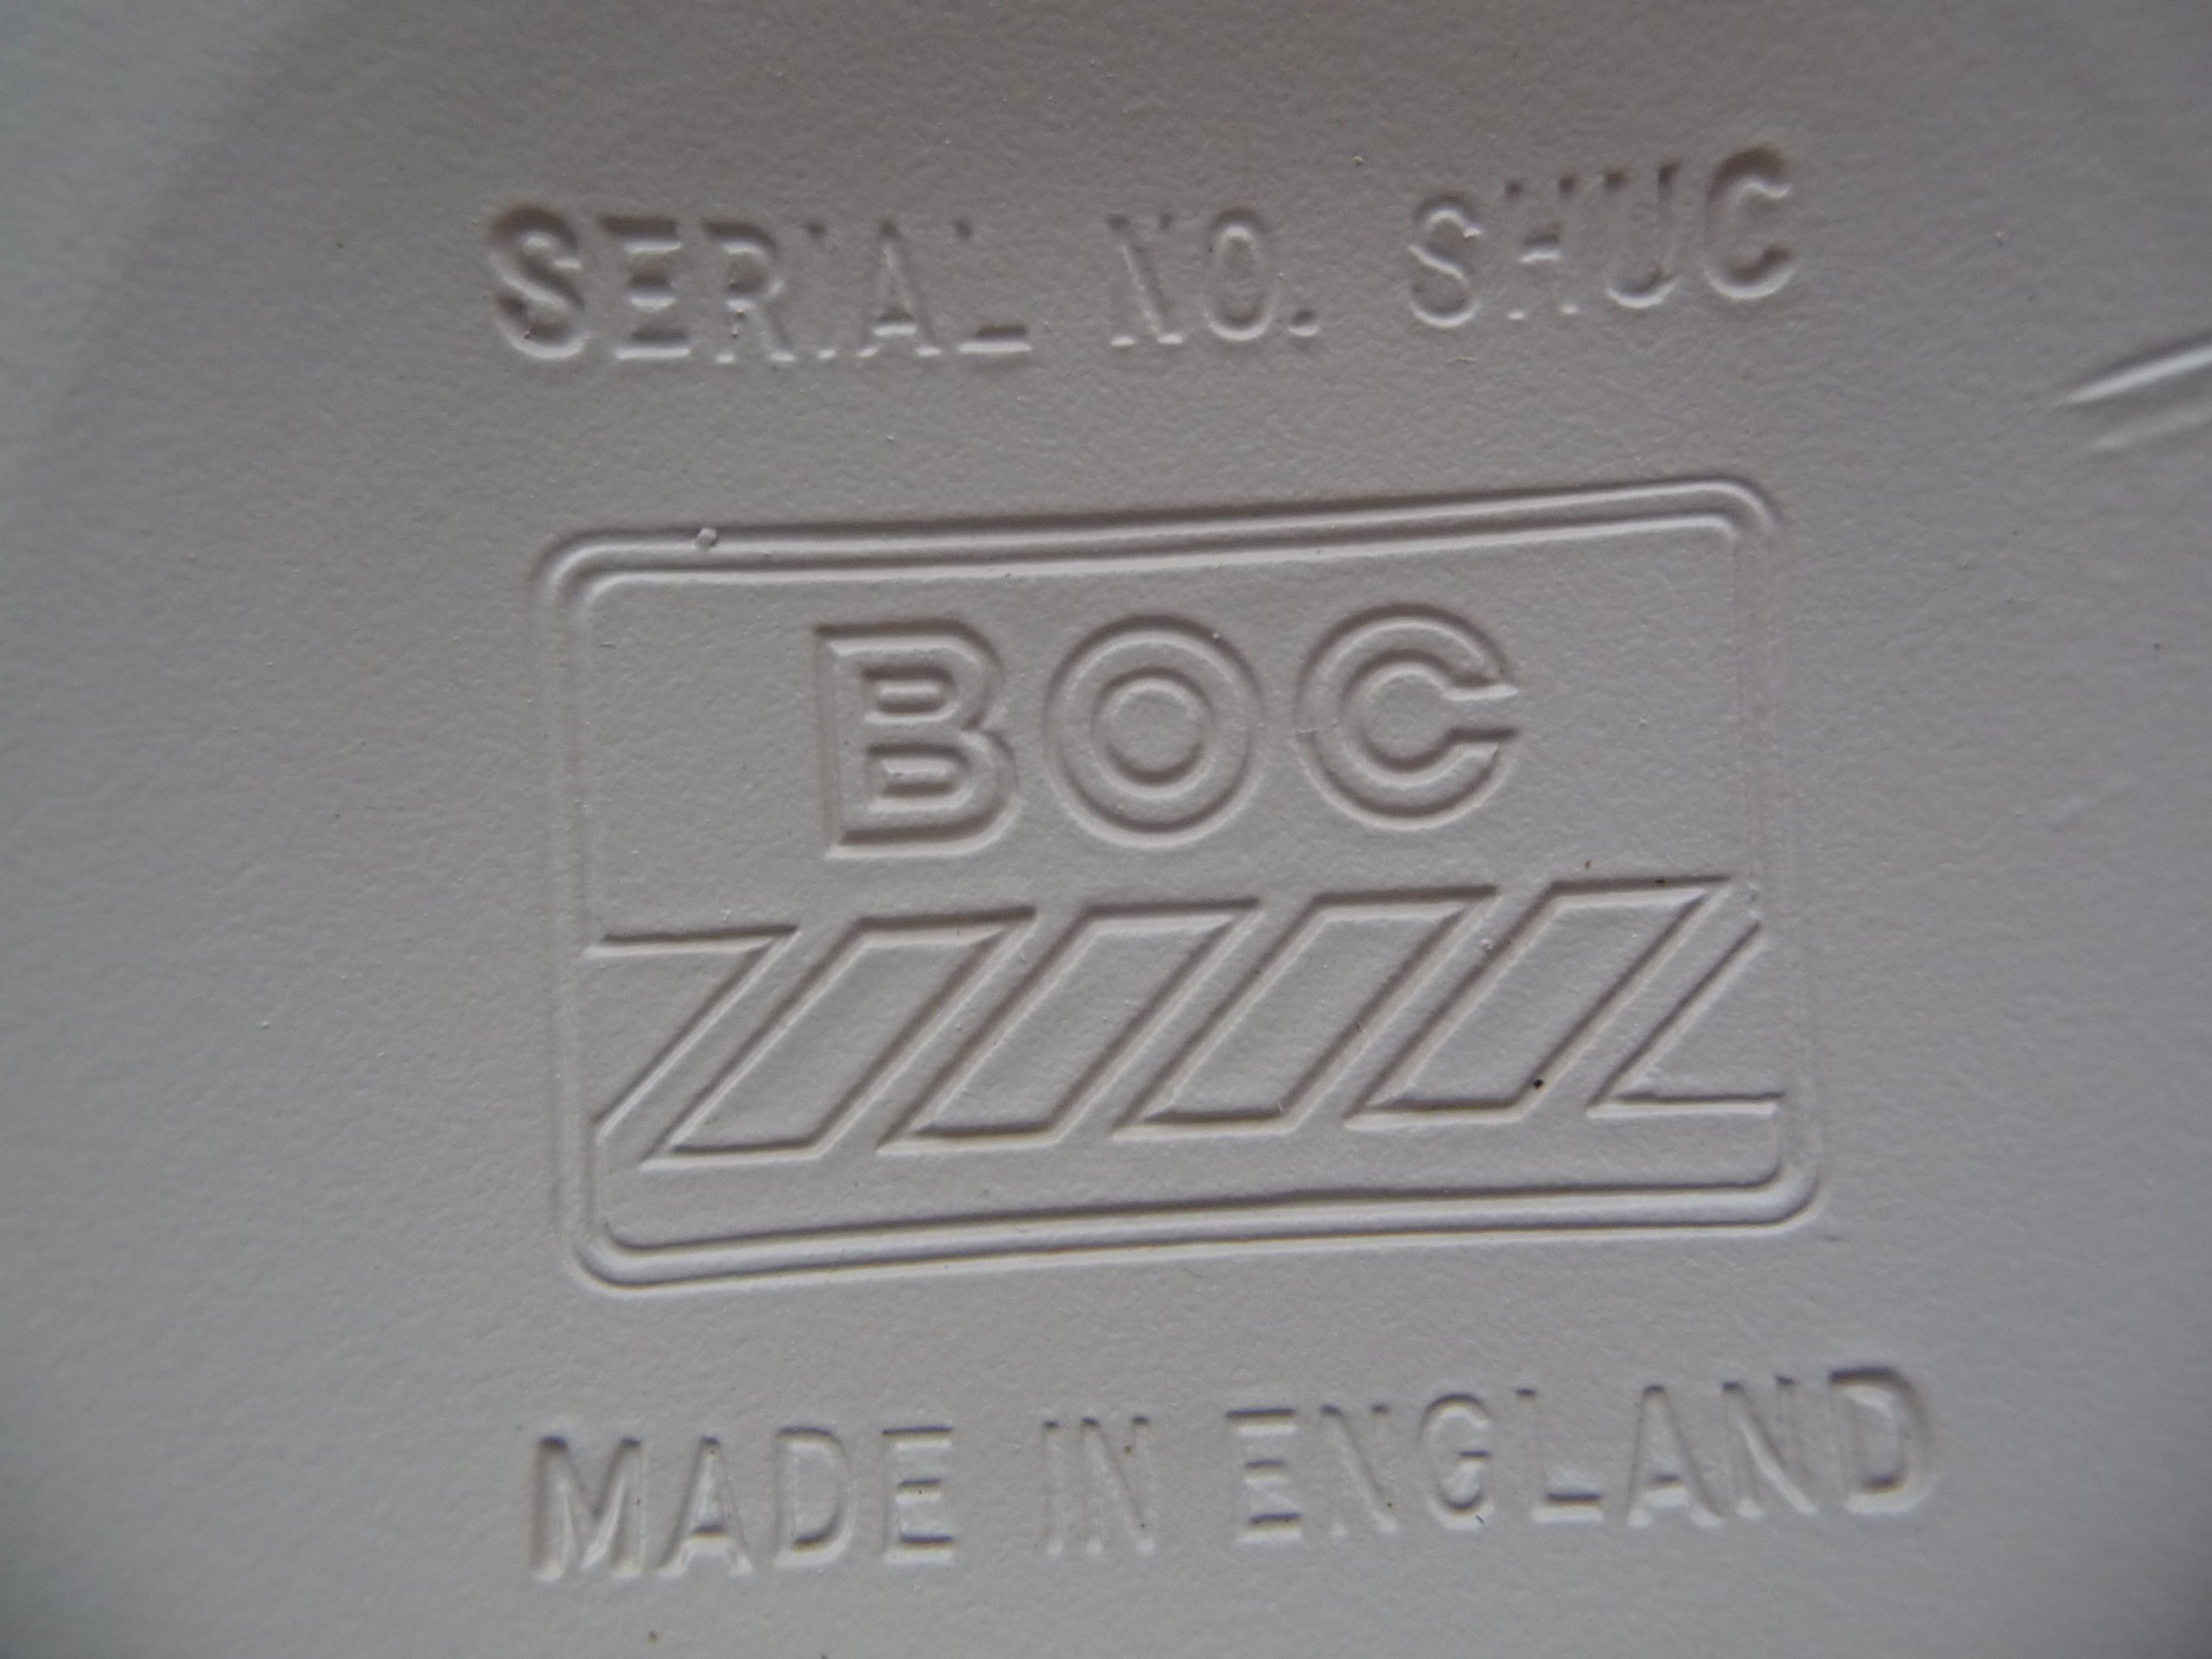 SERIAL NO. SHUC
BOC
MADE IN ENGLAND